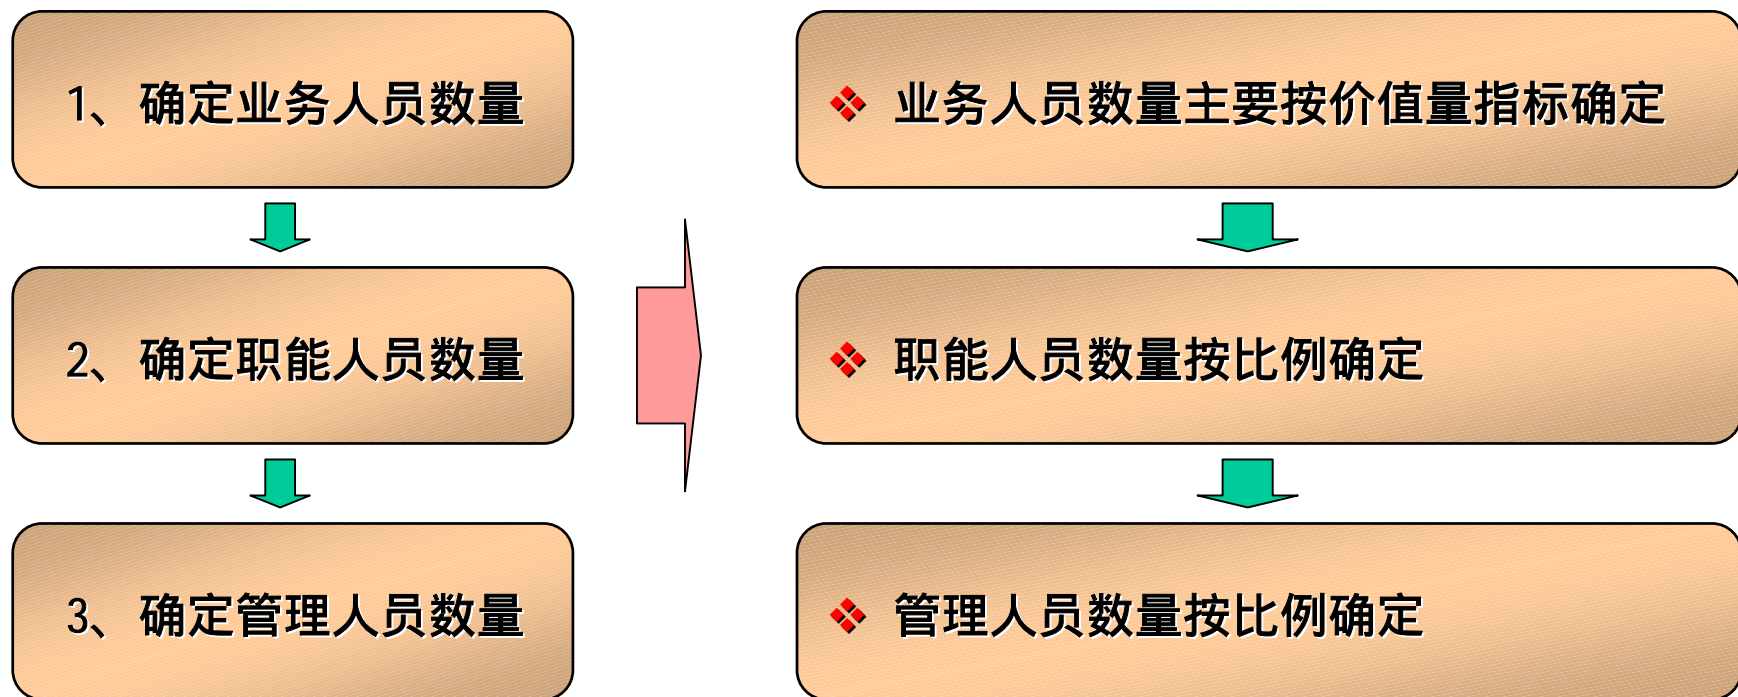 1、确定业务人员数量
❖ 业务人员数量主要按价值量指标确定
2、确定职能人员数量
❖ 职能人员数量按比例确定
3、确定管理人员数量
❖ 管理人员数量按比例确定